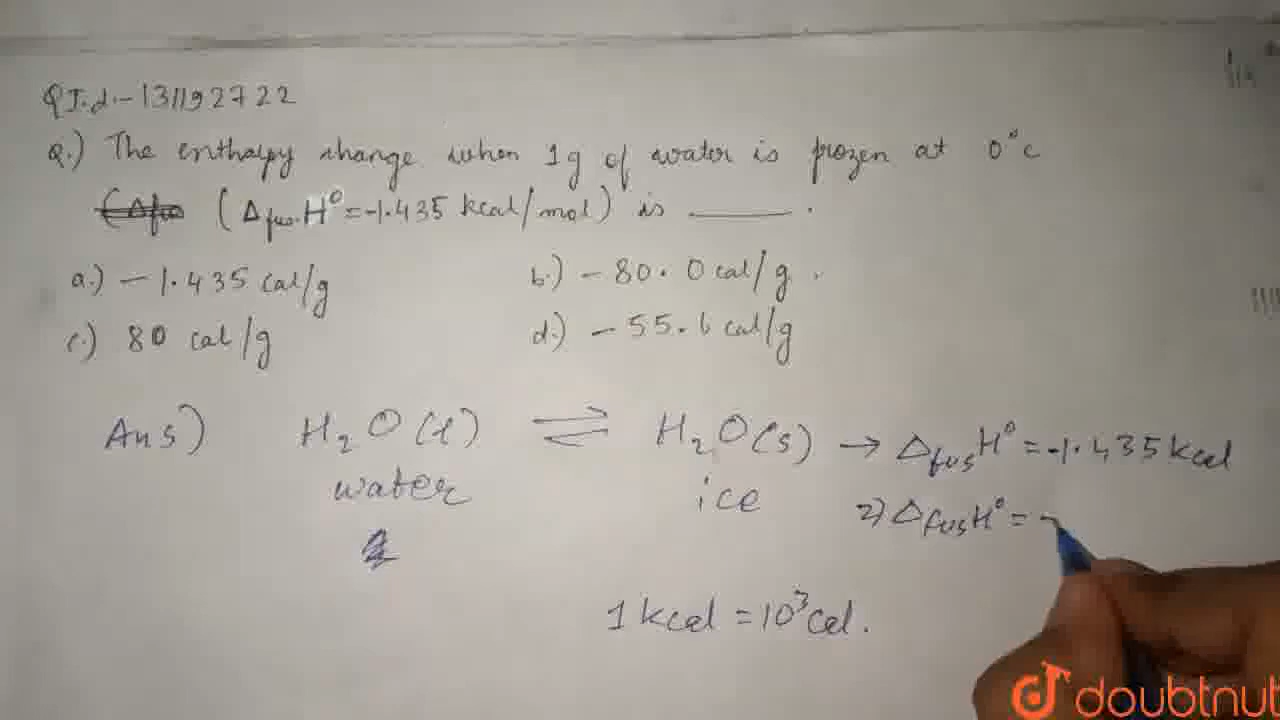 QI.d.-131192722
Q.) The enthalpy change when 1g of water is frozen at 0°c
(Δfus.H° = -1.435 kcal/mol) is ______ .
a.) -1.435 cal/g b.) -80.0 cal/g .
c.) 80 cal/g d.) -55.6 cal/g
Ans) H₂O(l) ⇌ H₂O(s) → ΔfusH° = -1.435 kcal
water ice 2) ΔfusH° = -
1 kcal = 10³ cal.
doubtnut